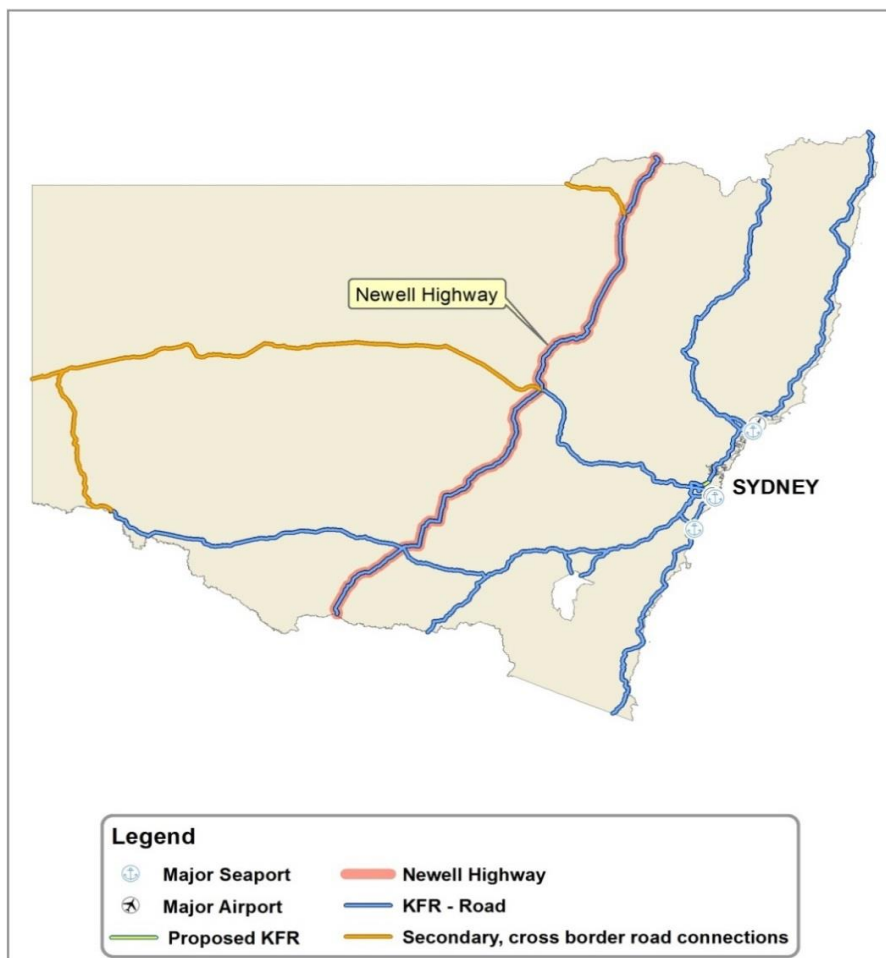 Newell Highway
SYDNEY
Legend
Major Seaport
Newell Highway
Major Airport
KFR - Road
Proposed KFR
Secondary, cross border road connections